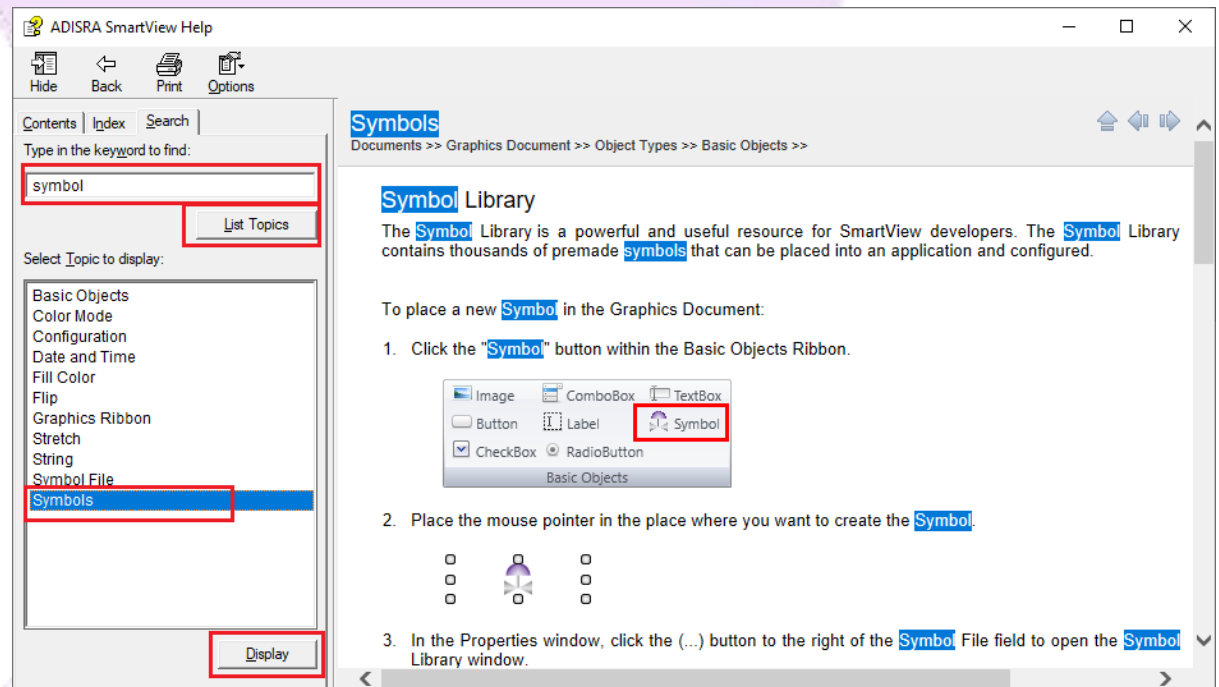 ADISRA SmartView Help
Hide Back Print Options
Contents Index Search
Type in the keyword to find:
symbol
List Topics
Select Topic to display:
Basic Objects
Color Mode
Configuration
Date and Time
Fill Color
Flip
Graphics Ribbon
Stretch
String
Symbol File
Symbols
Display
Symbols
Documents >> Graphics Document >> Object Types >> Basic Objects >>
Symbol Library
The Symbol Library is a powerful and useful resource for SmartView developers. The Symbol Library
contains thousands of premade symbols that can be placed into an application and configured.
To place a new Symbol in the Graphics Document:
1. Click the "Symbol" button within the Basic Objects Ribbon.
Image ComboBox TextBox
Button Label Symbol
CheckBox RadioButton
Basic Objects
2. Place the mouse pointer in the place where you want to create the Symbol.
3. In the Properties window, click the (...) button to the right of the Symbol File field to open the Symbol
Library window.